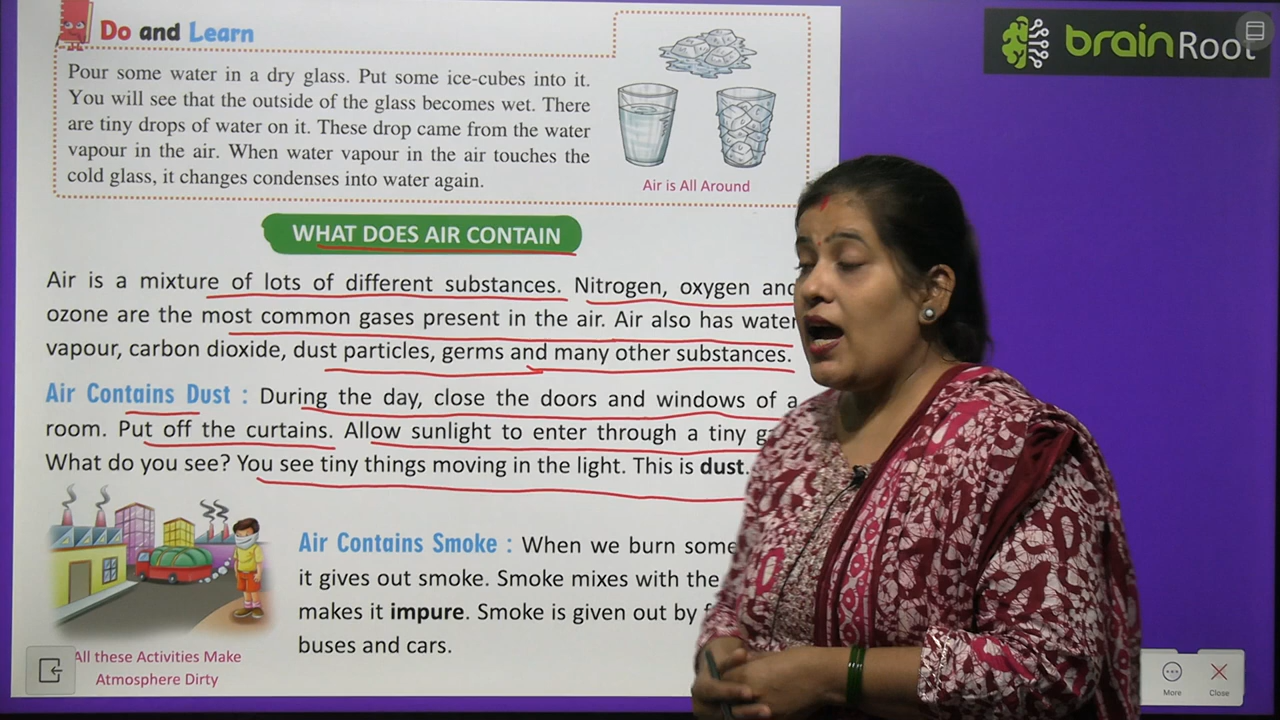 Do and Learn
Pour some water in a dry glass. Put some ice-cubes into it.
You will see that the outside of the glass becomes wet. There
are tiny drops of water on it. These drop came from the water
vapour in the air. When water vapour in the air touches the
cold glass, it changes condenses into water again.
Air is All Around
brainRoot
WHAT DOES AIR CONTAIN
Air is a mixture of lots of different substances. Nitrogen, oxygen and
ozone are the most common gases present in the air. Air also has water
vapour, carbon dioxide, dust particles, germs and many other substances.
Air Contains Dust : During the day, close the doors and windows of a
room. Put off the curtains. Allow sunlight to enter through a tiny
What do you see? You see tiny things moving in the light. This is dust.
Air Contains Smoke : When we burn some
it gives out smoke. Smoke mixes with the
makes it impure. Smoke is given out by
buses and cars.
All these Activities Make
Atmosphere Dirty
More
Close